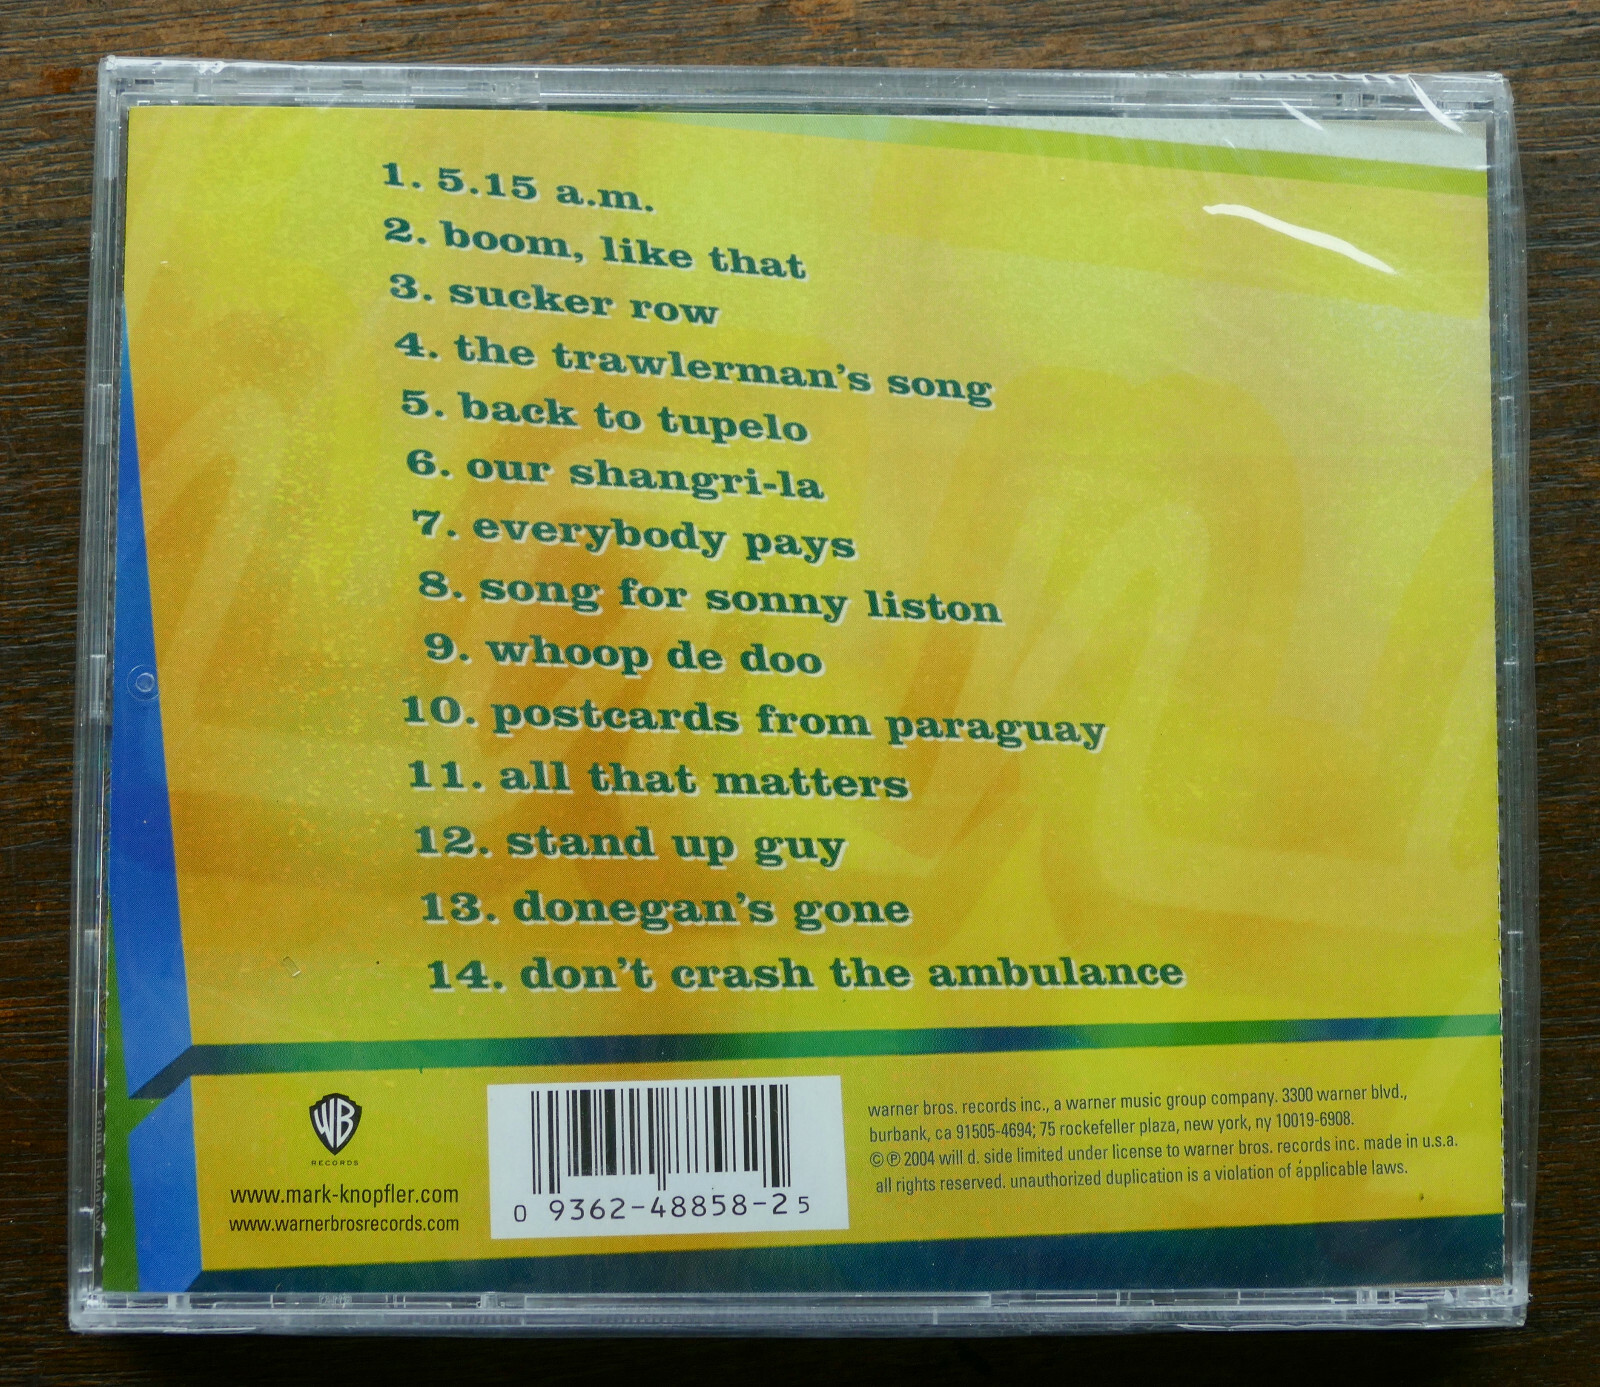 1. 5.15 a.m.
2. boom, like that
3. sucker row
4. the trawlerman's song
5. back to tupelo
6. our shangri-la
7. everybody pays
8. song for sonny liston
9. whoop de doo
10. postcards from paraguay
11. all that matters
12. stand up guy
13. donegan's gone
14. don't crash the ambulance
WB
RECORDS
www.mark-knopfler.com
www.warnerbrosrecords.com
0 9362-48858-2 5
warner bros. records inc., a warner music group company. 3300 warner blvd.,
burbank, ca 91505-4694; 75 rockefeller plaza, new york, ny 10019-6908.
© ℗ 2004 will d. side limited under license to warner bros. records inc. made in u.s.a.
all rights reserved. unauthorized duplication is a violation of applicable laws.